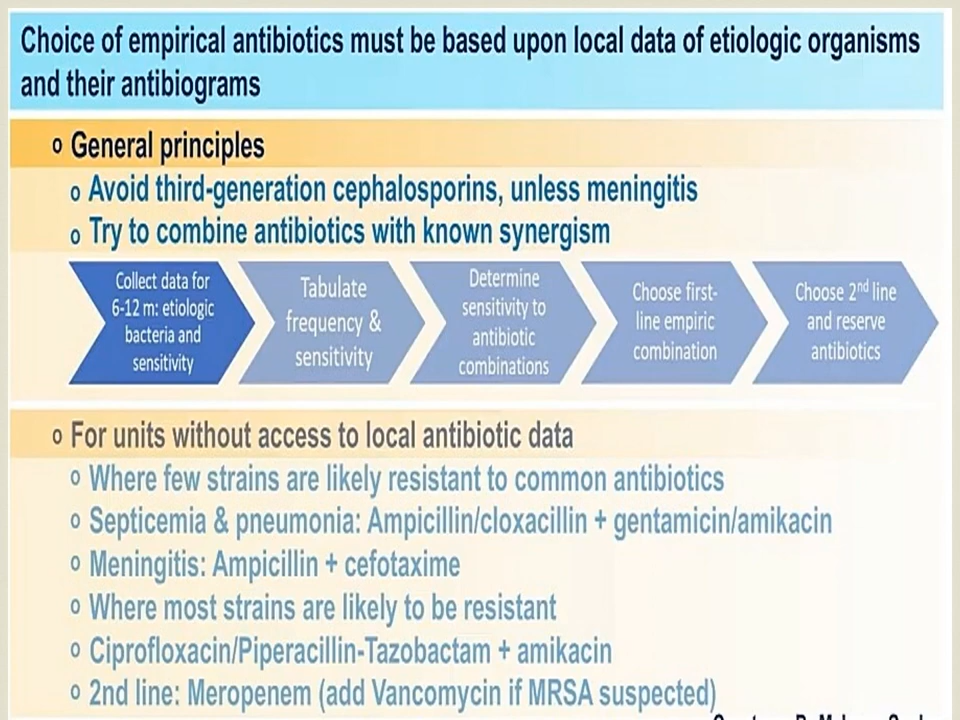 Choice of empirical antibiotics must be based upon local data of etiologic organisms
and their antibiograms
o General principles
o Avoid third-generation cephalosporins, unless meningitis
o Try to combine antibiotics with known synergism
Collect data for
6-12 m: etiologic
bacteria and
sensitivity
Tabulate
frequency &
sensitivity
Determine
sensitivity to
antibiotic
combinations
Choose first-
line empiric
combination
Choose 2nd line
and reserve
antibiotics
o For units without access to local antibiotic data
o Where few strains are likely resistant to common antibiotics
o Septicemia & pneumonia: Ampicillin/cloxacillin + gentamicin/amikacin
o Meningitis: Ampicillin + cefotaxime
o Where most strains are likely to be resistant
o Ciprofloxacin/Piperacillin-Tazobactam + amikacin
o 2nd line: Meropenem (add Vancomycin if MRSA suspected)